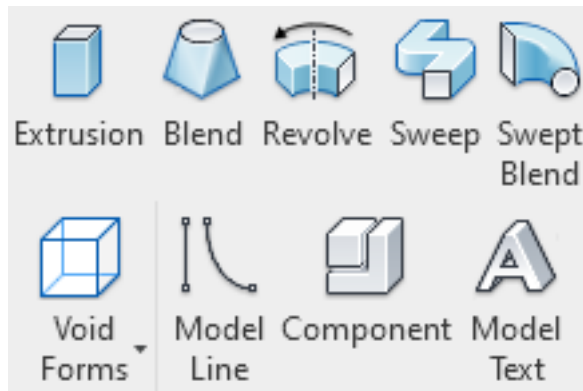 Extrusion Blend Revolve Sweep Swept
Blend
Void Model Component Model
Forms Line Text